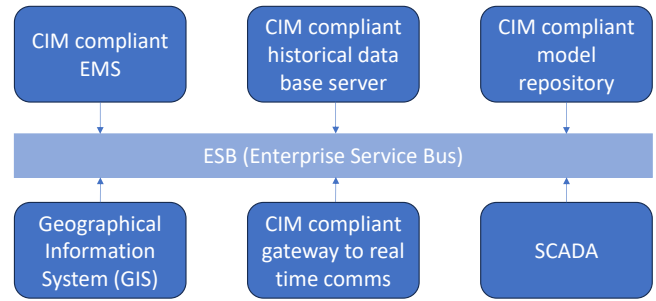 CIM compliant
EMS
CIM compliant
historical data
base server
CIM compliant
model
repository
ESB (Enterprise Service Bus)
Geographical
Information
System (GIS)
CIM compliant
gateway to real
time comms
SCADA